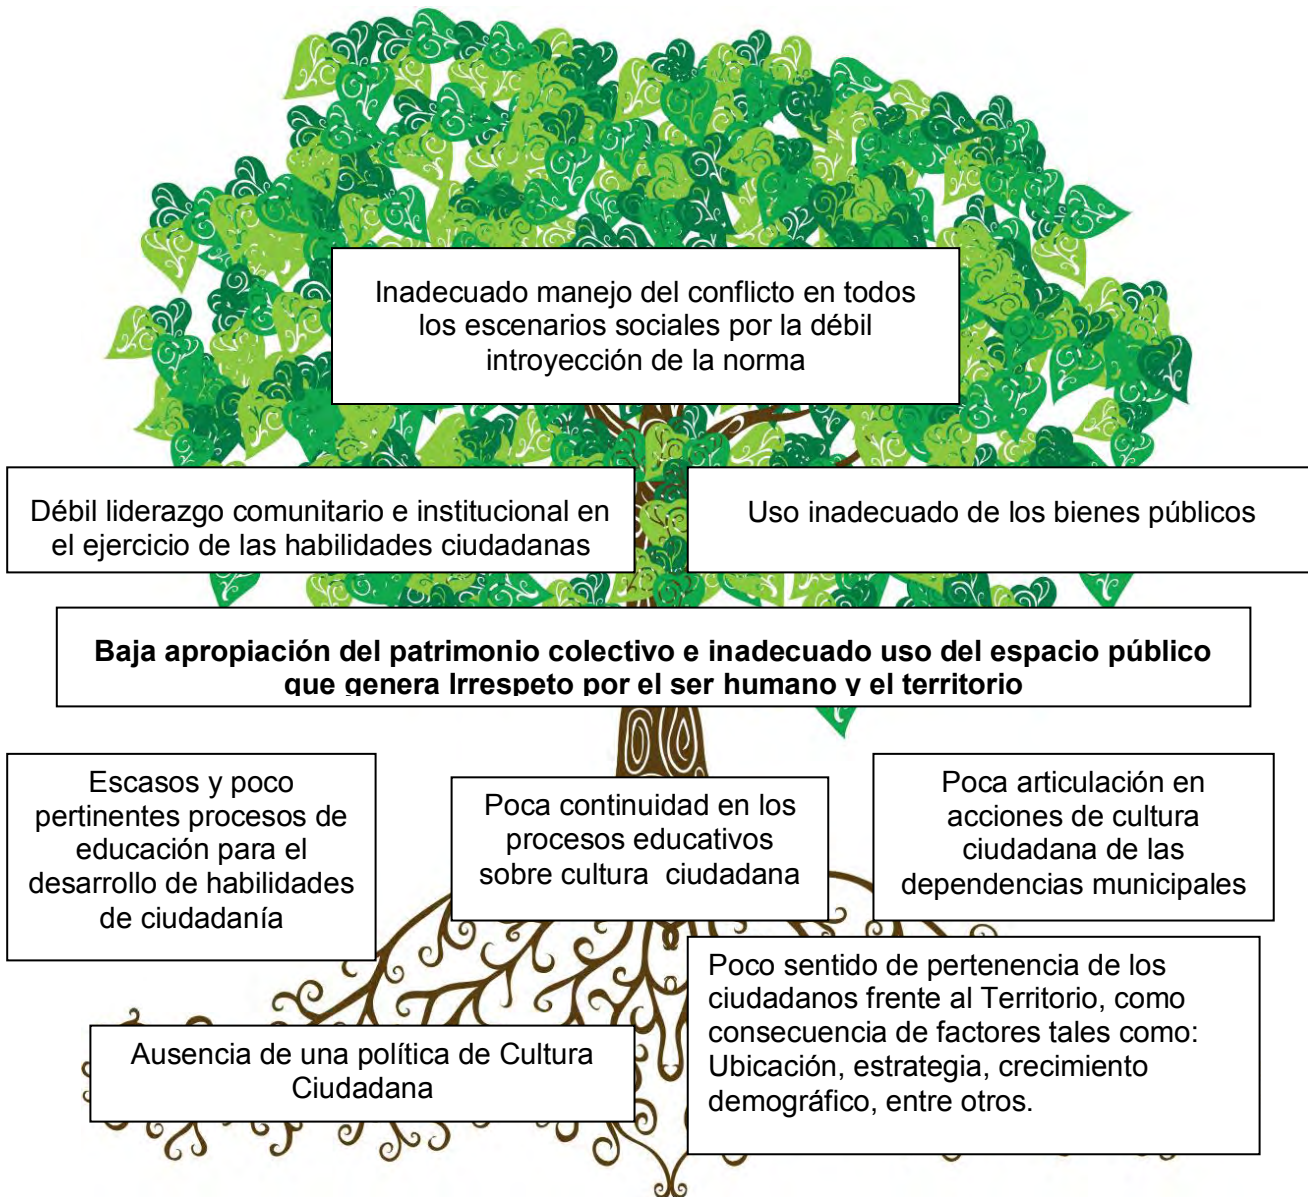 Inadecuado manejo del conflicto en todos
los escenarios sociales por la débil
introyección de la norma
Débil liderazgo comunitario e institucional en
el ejercicio de las habilidades ciudadanas
Uso inadecuado de los bienes públicos
Baja apropiación del patrimonio colectivo e inadecuado uso del espacio público
que genera Irrespeto por el ser humano y el territorio
Escasos y poco
pertinentes procesos de
educación para el
desarrollo de habilidades
de ciudadanía
Poca continuidad en los
procesos educativos
sobre cultura ciudadana
Poca articulación en
acciones de cultura
ciudadana de las
dependencias municipales
Ausencia de una política de Cultura
Ciudadana
Poco sentido de pertenencia de los
ciudadanos frente al Territorio, como
consecuencia de factores tales como:
Ubicación, estrategia, crecimiento
demográfico, entre otros.